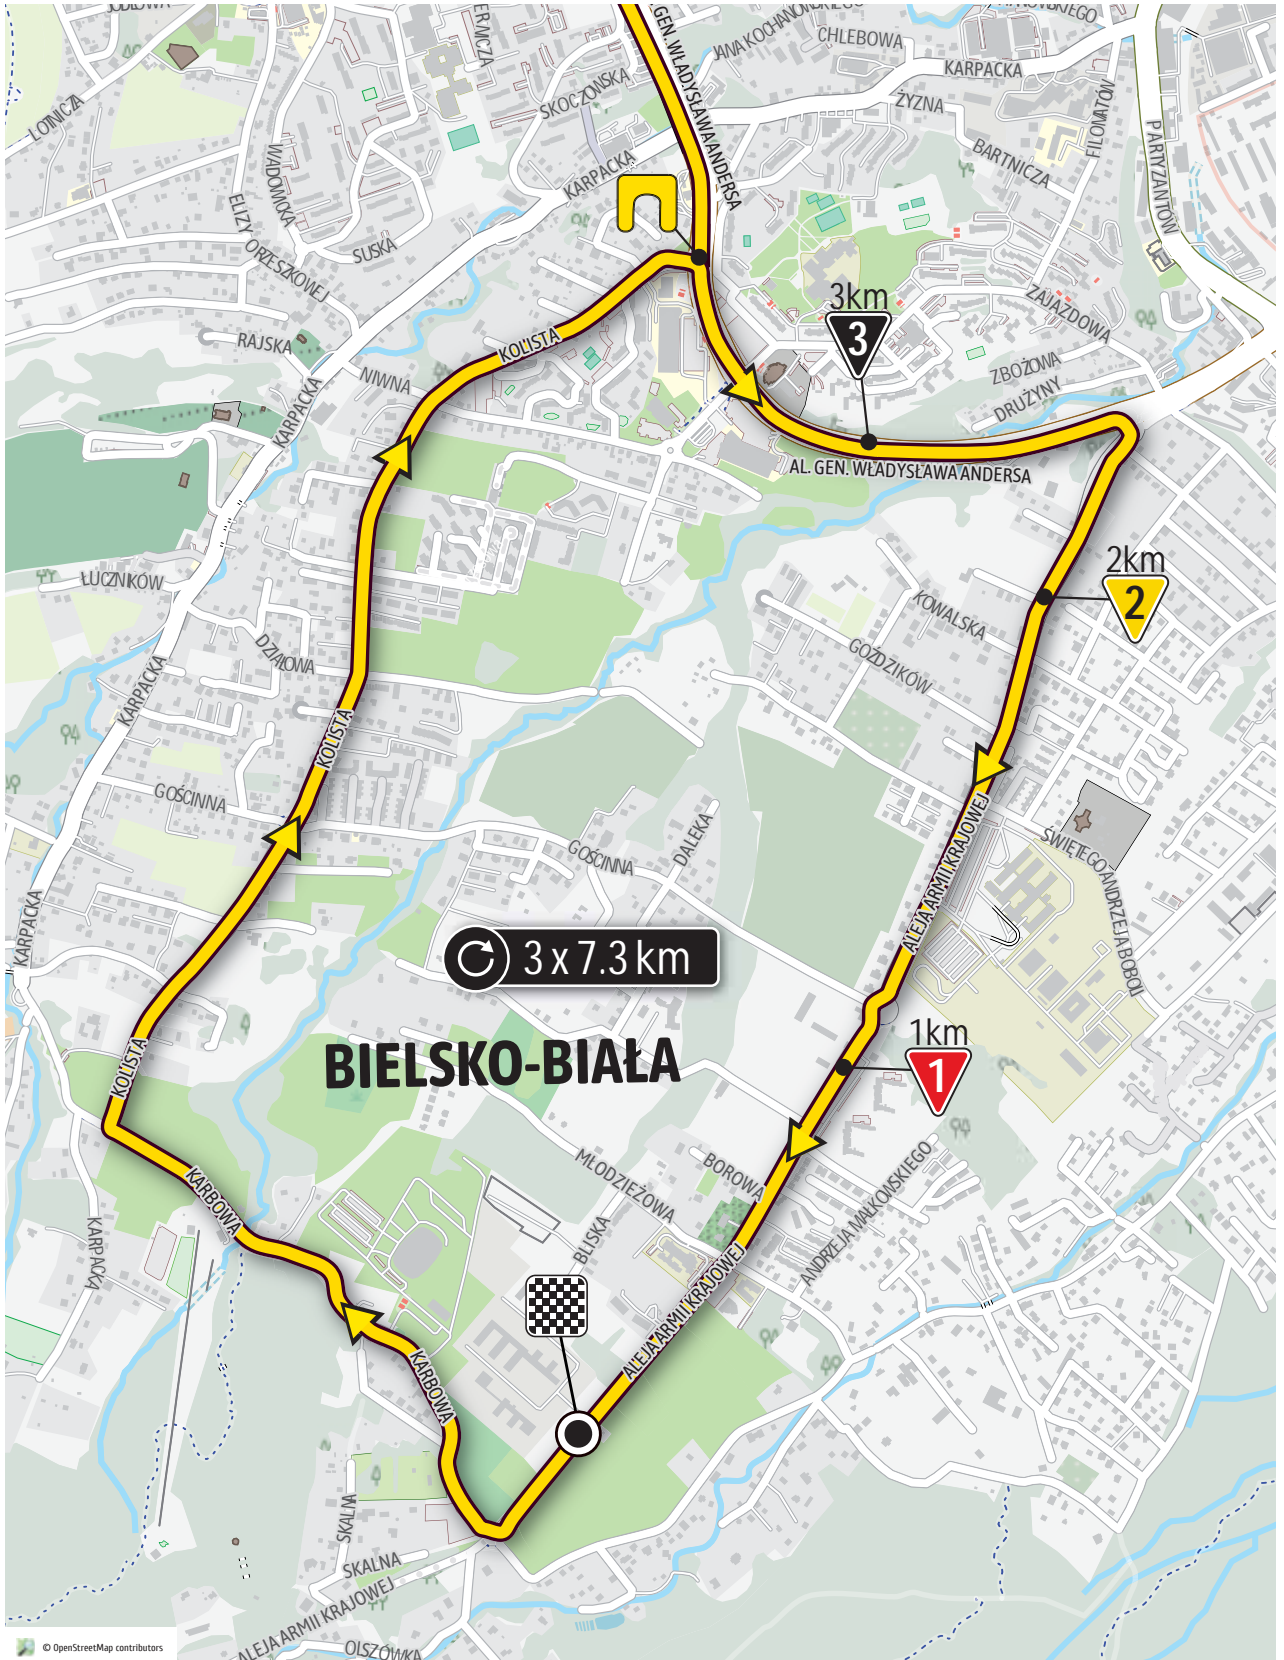 GEN. WŁADYSŁAWA ANDERSA
JANA KOCHANOWSKIEGO
CHLEBOWA
KARPACKA
ŻYZNA
BARTNICZA
FILOMATÓW
PARTYZANTÓW
LOTNICZA
SKOCZOWSKA
KARPACKA
WADOWICKA
ELIZY ORZESZKOWEJ
SUSKA
RAJSKA
NIWNA
KARPACKA
KOLISTA
3km
3
ZAJAZDOWA
ZBOŻOWA
DRUŻYNY
AL. GEN. WŁADYSŁAWA ANDERSA
2km
2
KOWALSKA
GOŹDZIKÓW
ŁUCZNIKÓW
DZIAŁOWA
KARPACKA
KOLISTA
GOŚCINNA
GOŚCINNA
DALEKA
ALEJA ARMII KRAJOWEJ
ŚWIĘTEGO ANDRZEJA BOBOLI
KARPACKA
3 x 7.3 km
BIELSKO-BIAŁA
1km
1
KOLISTA
KARBOWA
KARPACKA
MŁODZIEŻOWA
BOROWA
BLISKA
ANDRZEJA MAŁKOWSKIEGO
ALEJA ARMII KRAJOWEJ
KARBOWA
SKALNA
SKALNA
ALEJA ARMII KRAJOWEJ
OLSZÓWKA
© OpenStreetMap contributors